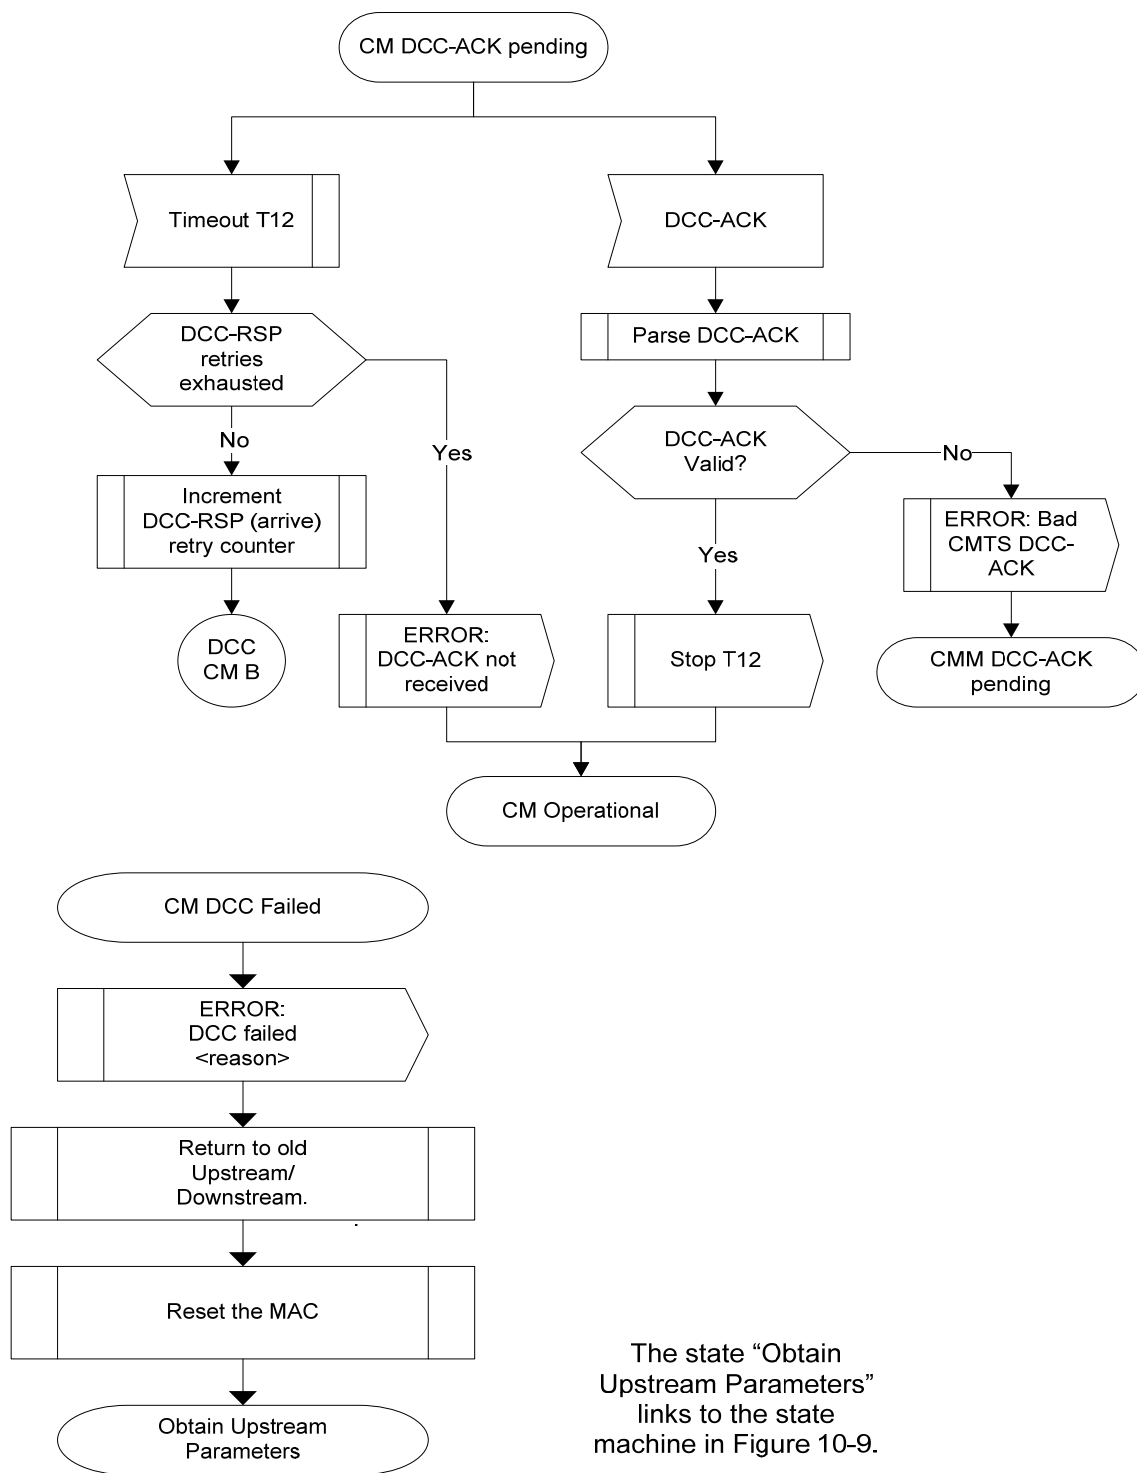 CM DCC-ACK pending
Timeout T12
DCC-ACK
DCC-RSP
retries
exhausted
Parse DCC-ACK
No
Yes
DCC-ACK
Valid?
No
Increment
DCC-RSP (arrive)
retry counter
Yes
ERROR: Bad
CMTS DCC-
ACK
DCC
CM B
ERROR:
DCC-ACK not
received
Stop T12
CMM DCC-ACK
pending
CM Operational
CM DCC Failed
ERROR:
DCC failed
<reason>
Return to old
Upstream/
Downstream.
Reset the MAC
Obtain Upstream
Parameters
The state “Obtain
Upstream Parameters”
links to the state
machine in Figure 10-9.